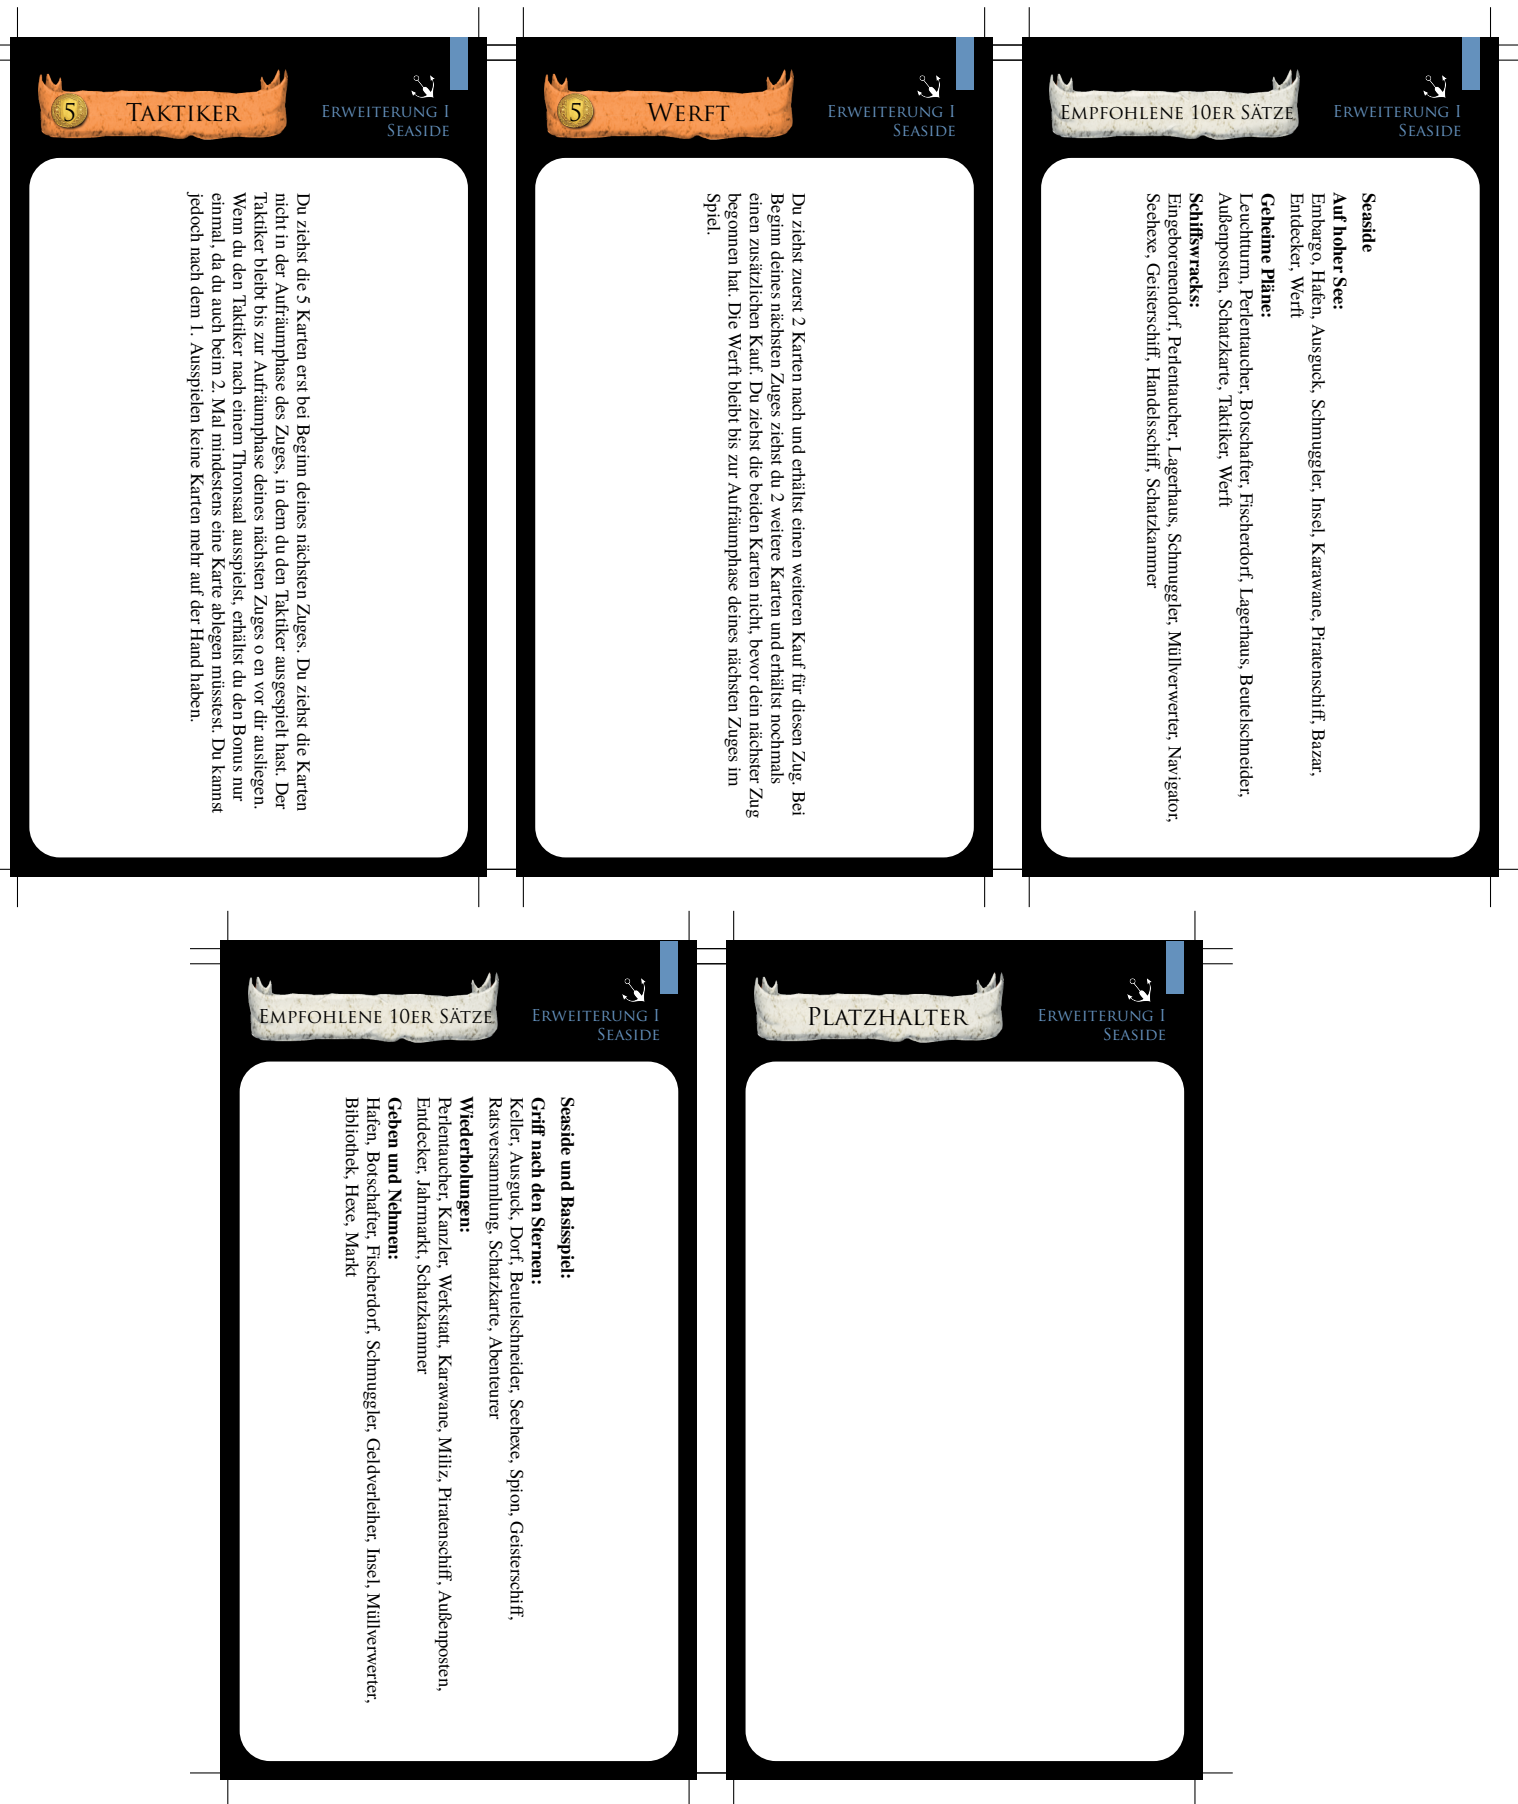 5
TAKTIKER
ERWEITERUNG I
SEASIDE
Du ziehst die 5 Karten erst bei Beginn deines nächsten Zuges. Du ziehst die Karten
nicht in der Aufräumphase des Zuges, in dem du den Taktiker ausgespielt hast. Der
Taktiker bleibt bis zur Aufräumphase deines nächsten Zuges o en vor dir ausliegen.
Wenn du den Taktiker nach einem Thronsaal ausspielst, erhältst du den Bonus nur
einmal, da du auch beim 2. Mal mindestens eine Karte ablegen müsstest. Du kannst
jedoch nach dem 1. Ausspielen keine Karten mehr auf der Hand haben.
5
WERFT
ERWEITERUNG I
SEASIDE
Du ziehst zuerst 2 Karten nach und erhältst einen weiteren Kauf für diesen Zug. Bei
Beginn deines nächsten Zuges ziehst du 2 weitere Karten und erhältst nochmals
einen zusätzlichen Kauf. Du ziehst die beiden Karten nicht, bevor dein nächster Zug
begonnen hat. Die Werft bleibt bis zur Aufräumphase deines nächsten Zuges im
Spiel.
EMPFOHLENE 10ER SÄTZE
ERWEITERUNG I
SEASIDE
Seaside
Auf hoher See:
Embargo, Hafen, Ausguck, Schmuggler, Insel, Karawane, Piratenschiff, Bazar,
Entdecker, Werft
Geheime Pläne:
Leuchtturm, Perlentaucher, Botschafter, Fischerdorf, Lagerhaus, Beutelschneider,
Außenposten, Schatzkarte, Taktiker, Werft
Schiffswracks:
Eingeborenendorf, Perlentaucher, Lagerhaus, Schmuggler, Müllverwerter, Navigator,
Seehexe, Geisterschiff, Handelsschiff, Schatzkammer
EMPFOHLENE 10ER SÄTZE
ERWEITERUNG I
SEASIDE
Seaside und Basisspiel:
Griff nach den Sternen:
Keller, Ausguck, Dorf, Beutelschneider, Seehexe, Spion, Geisterschiff,
Ratsversammlung, Schatzkarte, Abenteurer
Wiederholungen:
Perlentaucher, Kanzler, Werkstatt, Karawane, Miliz, Piratenschiff, Außenposten,
Entdecker, Jahrmarkt, Schatzkammer
Geben und Nehmen:
Hafen, Botschafter, Fischerdorf, Schmuggler, Geldverleiher, Insel, Müllverwerter,
Bibliothek, Hexe, Markt
PLATZHALTER
ERWEITERUNG I
SEASIDE